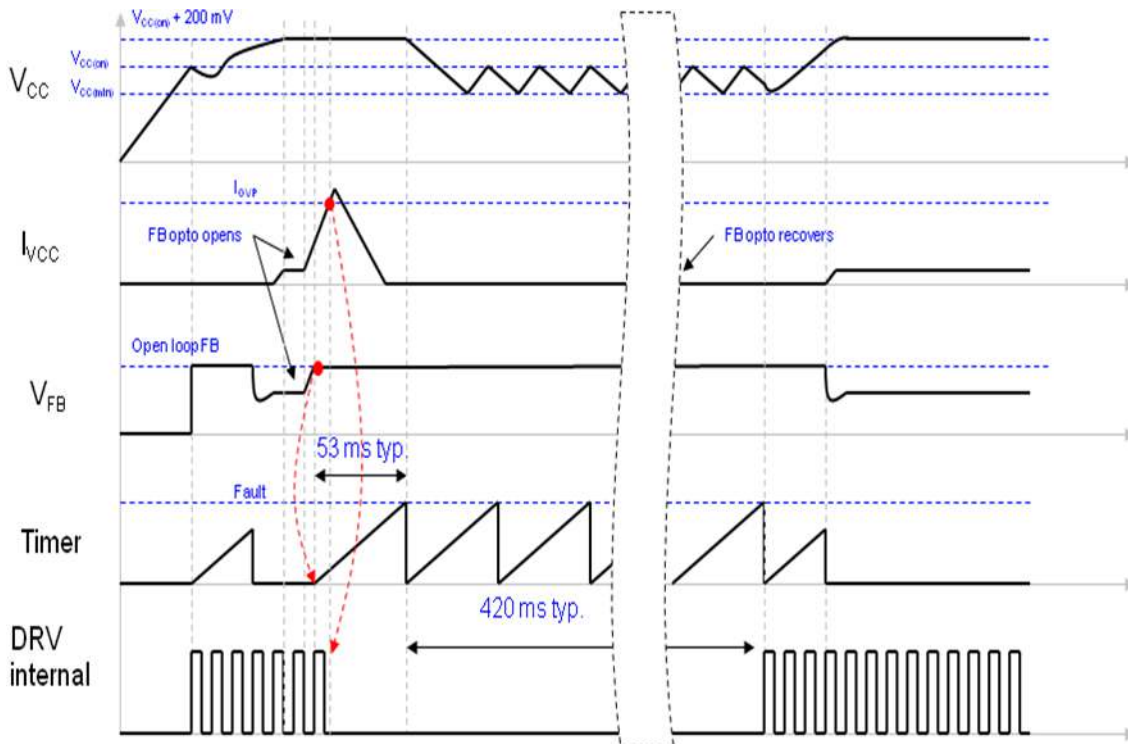 VCC(on) + 200 mV
VCC(on)
VCC
VCC(min)
IOVP
FB opto opens
FB opto recovers
IVCC
Open loop FB
VFB
53 ms typ.
Fault
Timer
420 ms typ.
DRV
internal